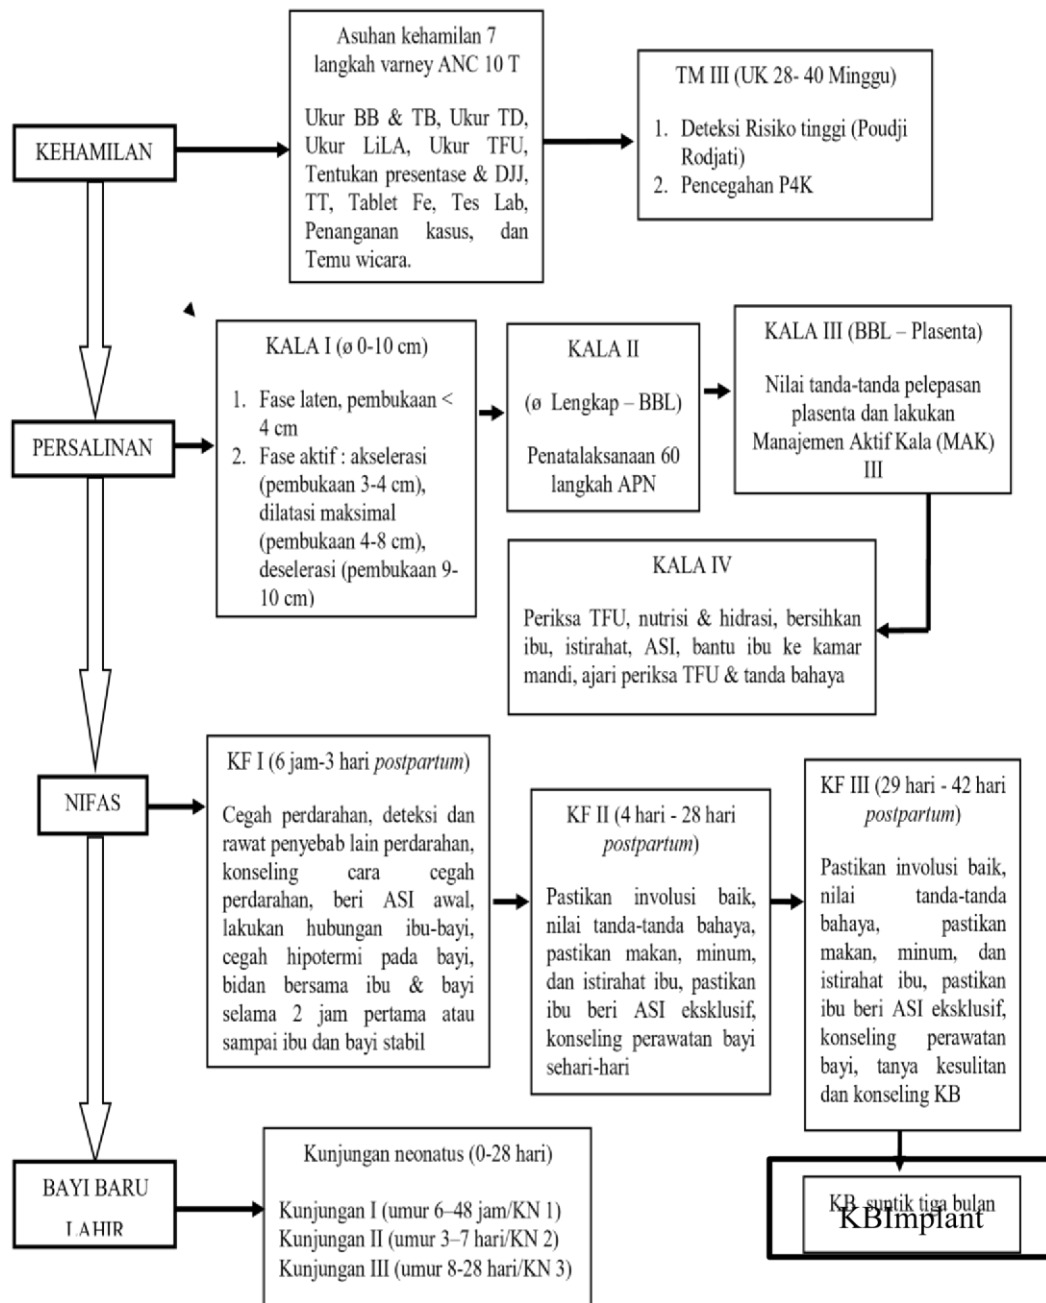 KEHAMILAN
Asuhan kehamilan 7
langkah varney ANC 10 T
Ukur BB & TB, Ukur TD,
Ukur LiLA, Ukur TFU,
Tentukan presentase & DJJ,
TT, Tablet Fe, Tes Lab,
Penanganan kasus, dan
Temu wicara.
TM III (UK 28- 40 Minggu)
1. Deteksi Risiko tinggi (Poudji
Rodjati)
2. Pencegahan P4K
PERSALINAN
KALA I (ø 0-10 cm)
1. Fase laten, pembukaan <
4 cm
2. Fase aktif : akselerasi
(pembukaan 3-4 cm),
dilatasi maksimal
(pembukaan 4-8 cm),
deselerasi (pembukaan 9-
10 cm)
KALA II
(ø Lengkap – BBL)
Penatalaksanaan 60
langkah APN
KALA III (BBL – Plasenta)
Nilai tanda-tanda pelepasan
plasenta dan lakukan
Manajemen Aktif Kala (MAK)
III
KALA IV
Periksa TFU, nutrisi & hidrasi, bersihkan
ibu, istirahat, ASI, bantu ibu ke kamar
mandi, ajari periksa TFU & tanda bahaya
NIFAS
KF I (6 jam-3 hari postpartum)
Cegah perdarahan, deteksi dan
rawat penyebab lain perdarahan,
konseling cara cegah
perdarahan, beri ASI awal,
lakukan hubungan ibu-bayi,
cegah hipotermi pada bayi,
bidan bersama ibu & bayi
selama 2 jam pertama atau
sampai ibu dan bayi stabil
KF II (4 hari - 28 hari
postpartum)
Pastikan involusi baik,
nilai tanda-tanda bahaya,
pastikan makan, minum,
dan istirahat ibu, pastikan
ibu beri ASI eksklusif,
konseling perawatan bayi
sehari-hari
KF III (29 hari - 42 hari
postpartum)
Pastikan involusi baik,
nilai tanda-tanda
bahaya, pastikan
makan, minum, dan
istirahat ibu, pastikan
ibu beri ASI eksklusif,
konseling perawatan
bayi, tanya kesulitan
dan konseling KB
KB suntik tiga bulan
KBImplant
BAYI BARU
LAHIR
Kunjungan neonatus (0-28 hari)
Kunjungan I (umur 6–48 jam/KN 1)
Kunjungan II (umur 3–7 hari/KN 2)
Kunjungan III (umur 8-28 hari/KN 3)